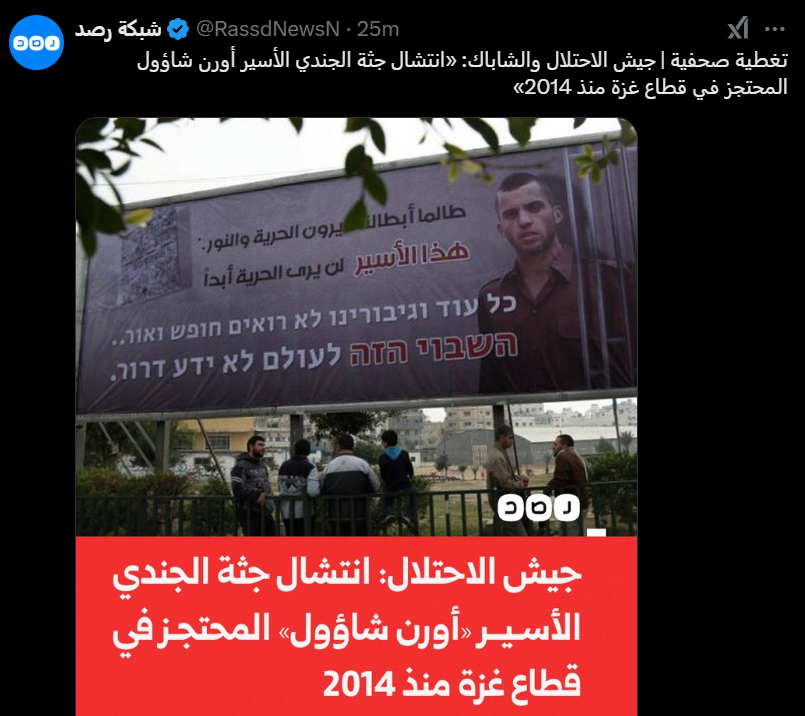 شبكة رصد @RassdNewsN · 25m
تغطية صحفية | جيش الاحتلال والشاباك: «انتشال جثة الجندي الأسير أورن شاؤول
المحتجز في قطاع غزة منذ 2014»
طالما أبطالنا يرون الحرية والنور..
هذا الأسير لن يرى الحرية أبداً
כל עוד וגיבורינו לא רואים חופש ואור..
השבוי הזה לעולם לא ידע דרור.
رصد
جيش الاحتلال: انتشال جثة الجندي
الأسير «أورن شاؤول» المحتجز في
قطاع غزة منذ 2014